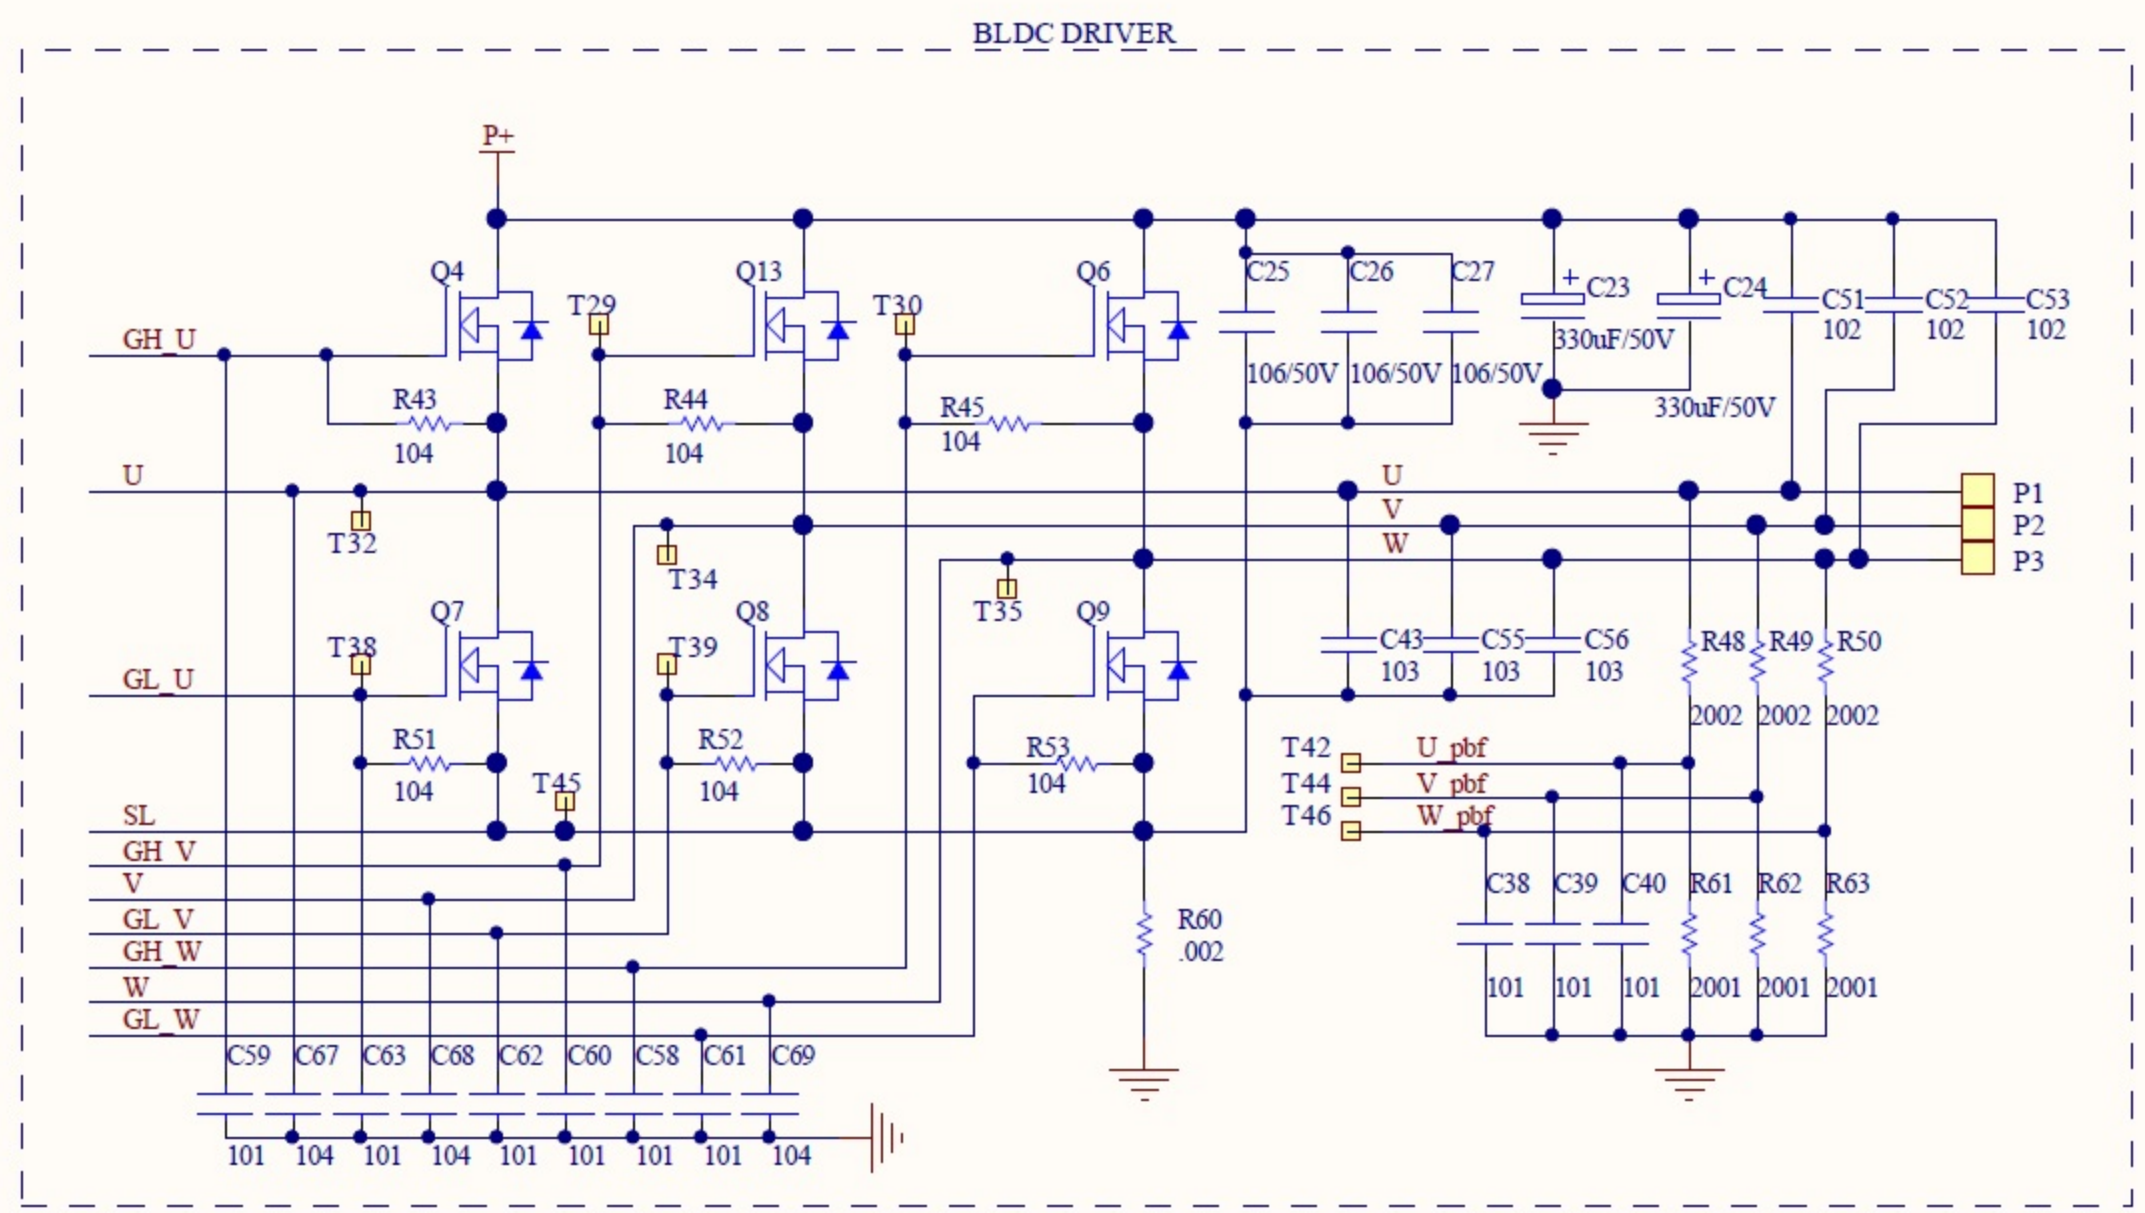 BLDC DRIVER
P+
Q4
Q13
Q6
C25
C26
C27
C23
C24
C51
C52
C53
T29
T30
GH_U
330uF/50V
102
102
102
106/50V
106/50V
106/50V
R43
R44
R45
330uF/50V
104
104
104
U
U
P1
V
P2
T32
W
P3
T34
T35
Q7
Q8
Q9
T38
T39
C43
C55
C56
R48
R49
R50
103
103
103
GL_U
2002
2002
2002
R51
R52
R53
T42
U_pbf
104
T45
104
104
T44
V_pbf
SL
T46
W_pbf
GH_V
V
C38
C39
C40
R61
R62
R63
GL_V
R60
GH_W
.002
W
101
101
101
2001
2001
2001
GL_W
C59
C67
C63
C68
C62
C60
C58
C61
C69
101
104
101
104
101
101
101
101
104